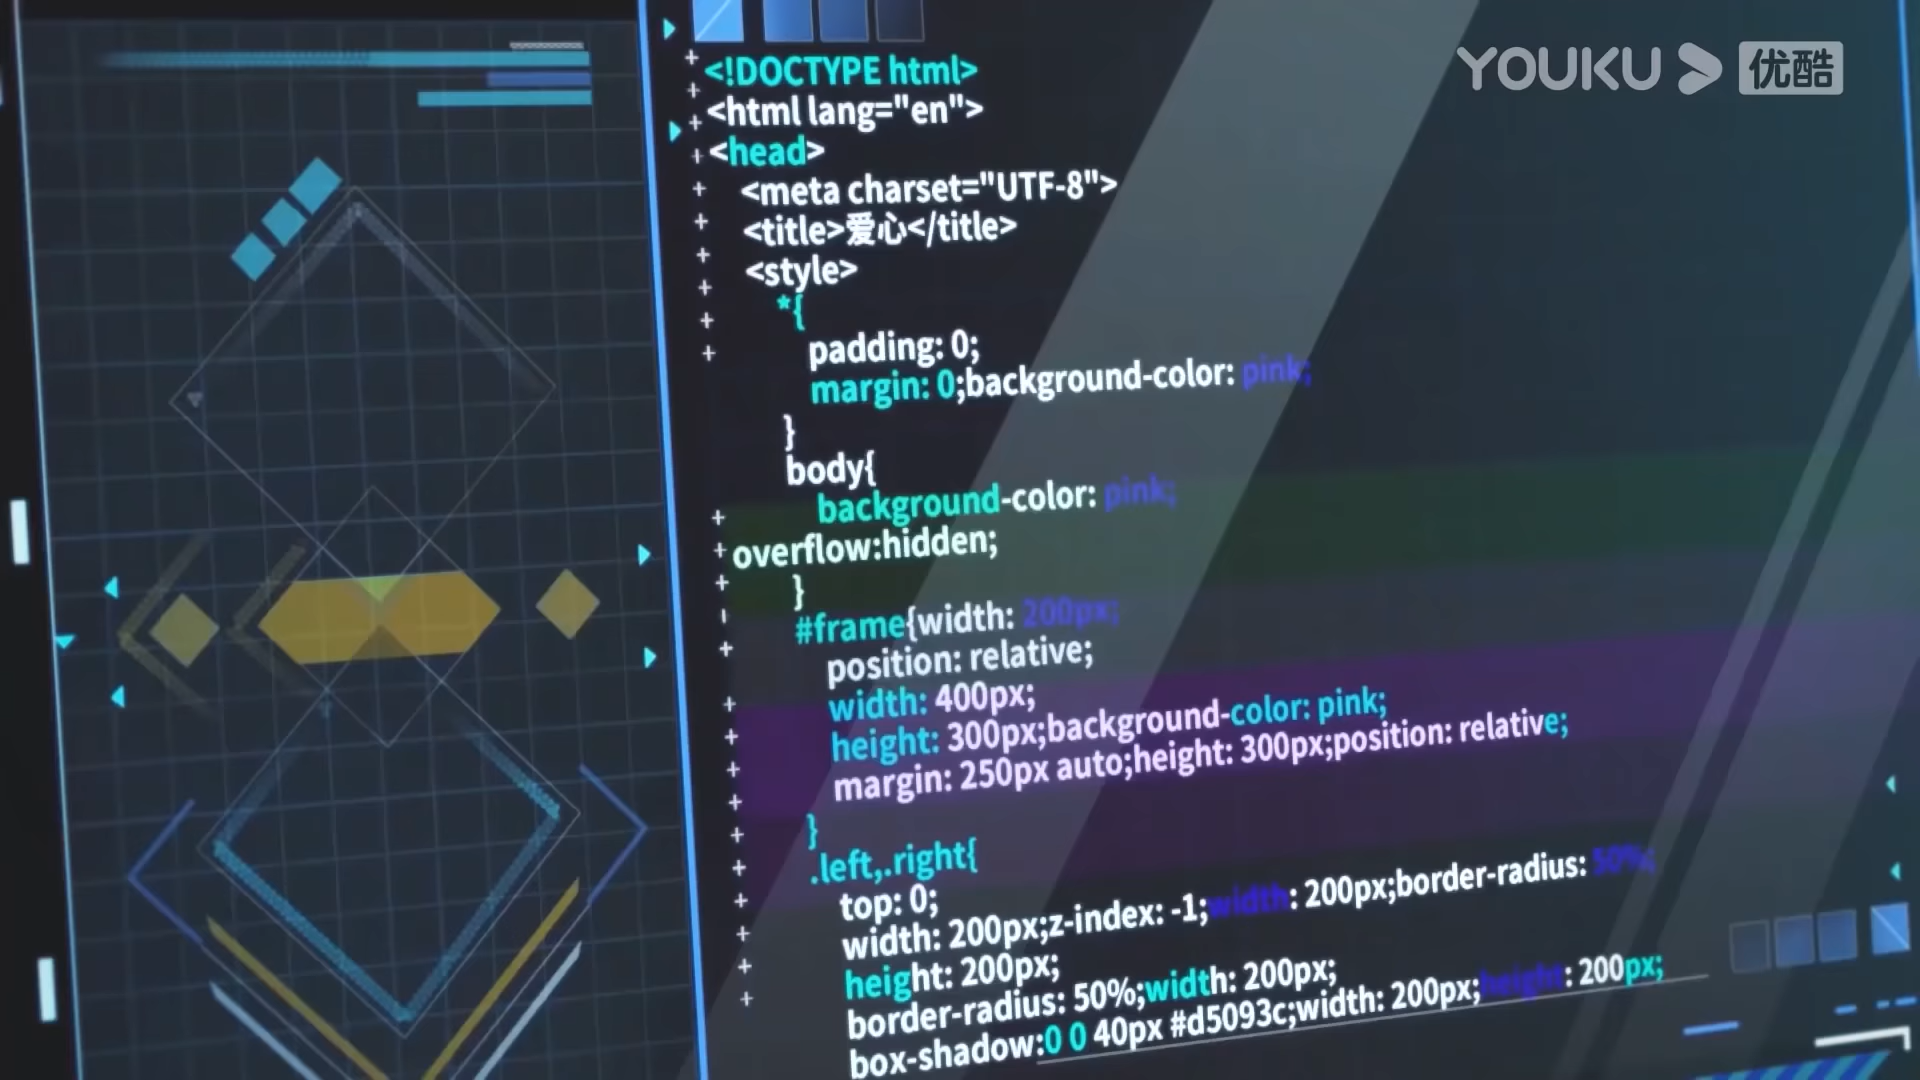 YOUKU 优酷
<!DOCTYPE html>
<html lang="en">
<head>
<meta charset="UTF-8">
<title>爱心</title>
<style>
*{
padding: 0;
margin: 0;background-color: pink;
}
body{
background-color: pink;
overflow:hidden;
}
#frame{width: 200px;
position: relative;
width: 400px;
height: 300px;background-color: pink;
margin: 250px auto;height: 300px;position: relative;
}
.left,.right{
top: 0;
width: 200px;z-index: -1;width: 200px;border-radius: 50%;
height: 200px;
border-radius: 50%;width: 200px;
box-shadow:0 0 40px #d5093c;width: 200px;height: 200px;